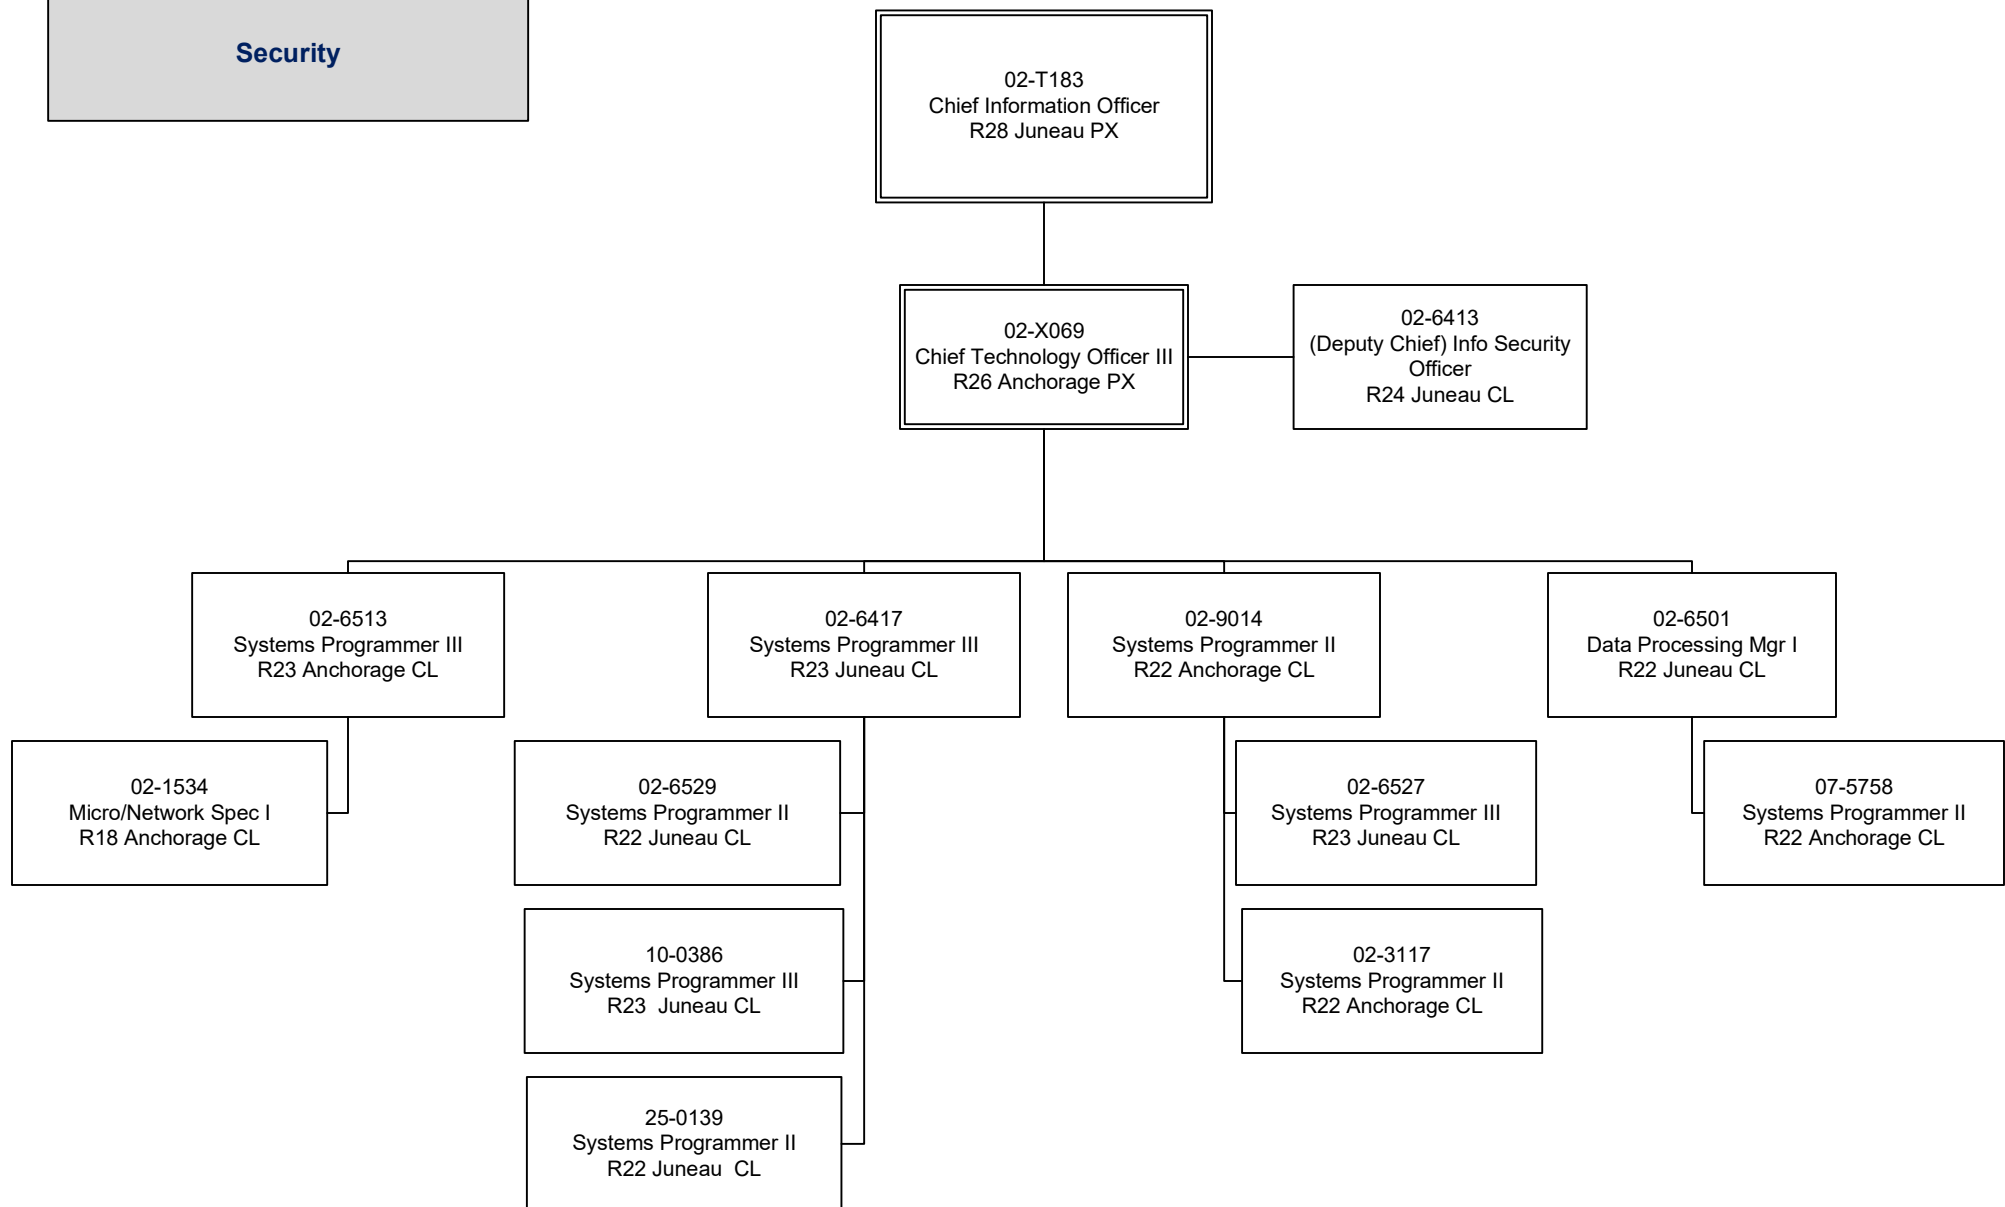 Security
02-T183
Chief Information Officer
R28 Juneau PX
02-X069
Chief Technology Officer III
R26 Anchorage PX
02-6413
(Deputy Chief) Info Security
Officer
R24 Juneau CL
02-6513
Systems Programmer III
R23 Anchorage CL
02-6417
Systems Programmer III
R23 Juneau CL
02-9014
Systems Programmer II
R22 Anchorage CL
02-6501
Data Processing Mgr I
R22 Juneau CL
02-1534
Micro/Network Spec I
R18 Anchorage CL
02-6529
Systems Programmer II
R22 Juneau CL
02-6527
Systems Programmer III
R23 Juneau CL
07-5758
Systems Programmer II
R22 Anchorage CL
10-0386
Systems Programmer III
R23  Juneau CL
02-3117
Systems Programmer II
R22 Anchorage CL
25-0139
Systems Programmer II
R22 Juneau  CL